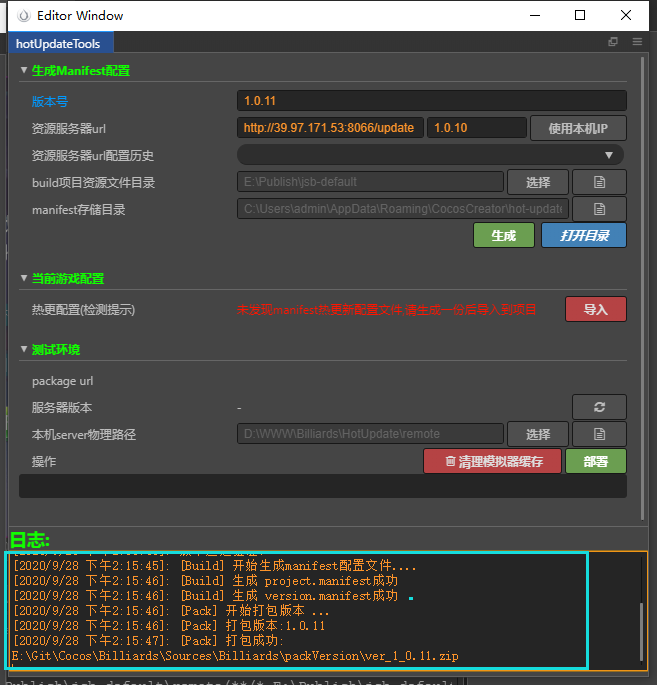 Editor Window
hotUpdateTools
生成Manifest配置
版本号 1.0.11
资源服务器url http://39.97.171.53:8066/update 1.0.10 使用本机IP
资源服务器url配置历史
build项目资源文件目录 E:\Publish\jsb-default 选择
manifest存储目录 C:\Users\admin\AppData\Roaming\CocosCreator\hot-update
生成 打开目录
当前游戏配置
热更配置(检测提示) 未发现manifest热更新配置文件,请生成一份后导入到项目 导入
测试环境
package url
服务器版本 -
本机server物理路径 D:\WWW\Billiards\HotUpdate\remote 选择
操作 清理模拟器缓存 部署
日志:
[2020/9/28 下午2:15:45]: [Build] 开始生成manifest配置文件....
[2020/9/28 下午2:15:46]: [Build] 生成 project.manifest成功
[2020/9/28 下午2:15:46]: [Build] 生成 version.manifest成功
[2020/9/28 下午2:15:46]: [Pack] 开始打包版本 ...
[2020/9/28 下午2:15:46]: [Pack] 打包版本:1.0.11
[2020/9/28 下午2:15:47]: [Pack] 打包成功:
E:\Git\Cocos\Billiards\Sources\Billiards\packVersion\ver_1_0.11.zip